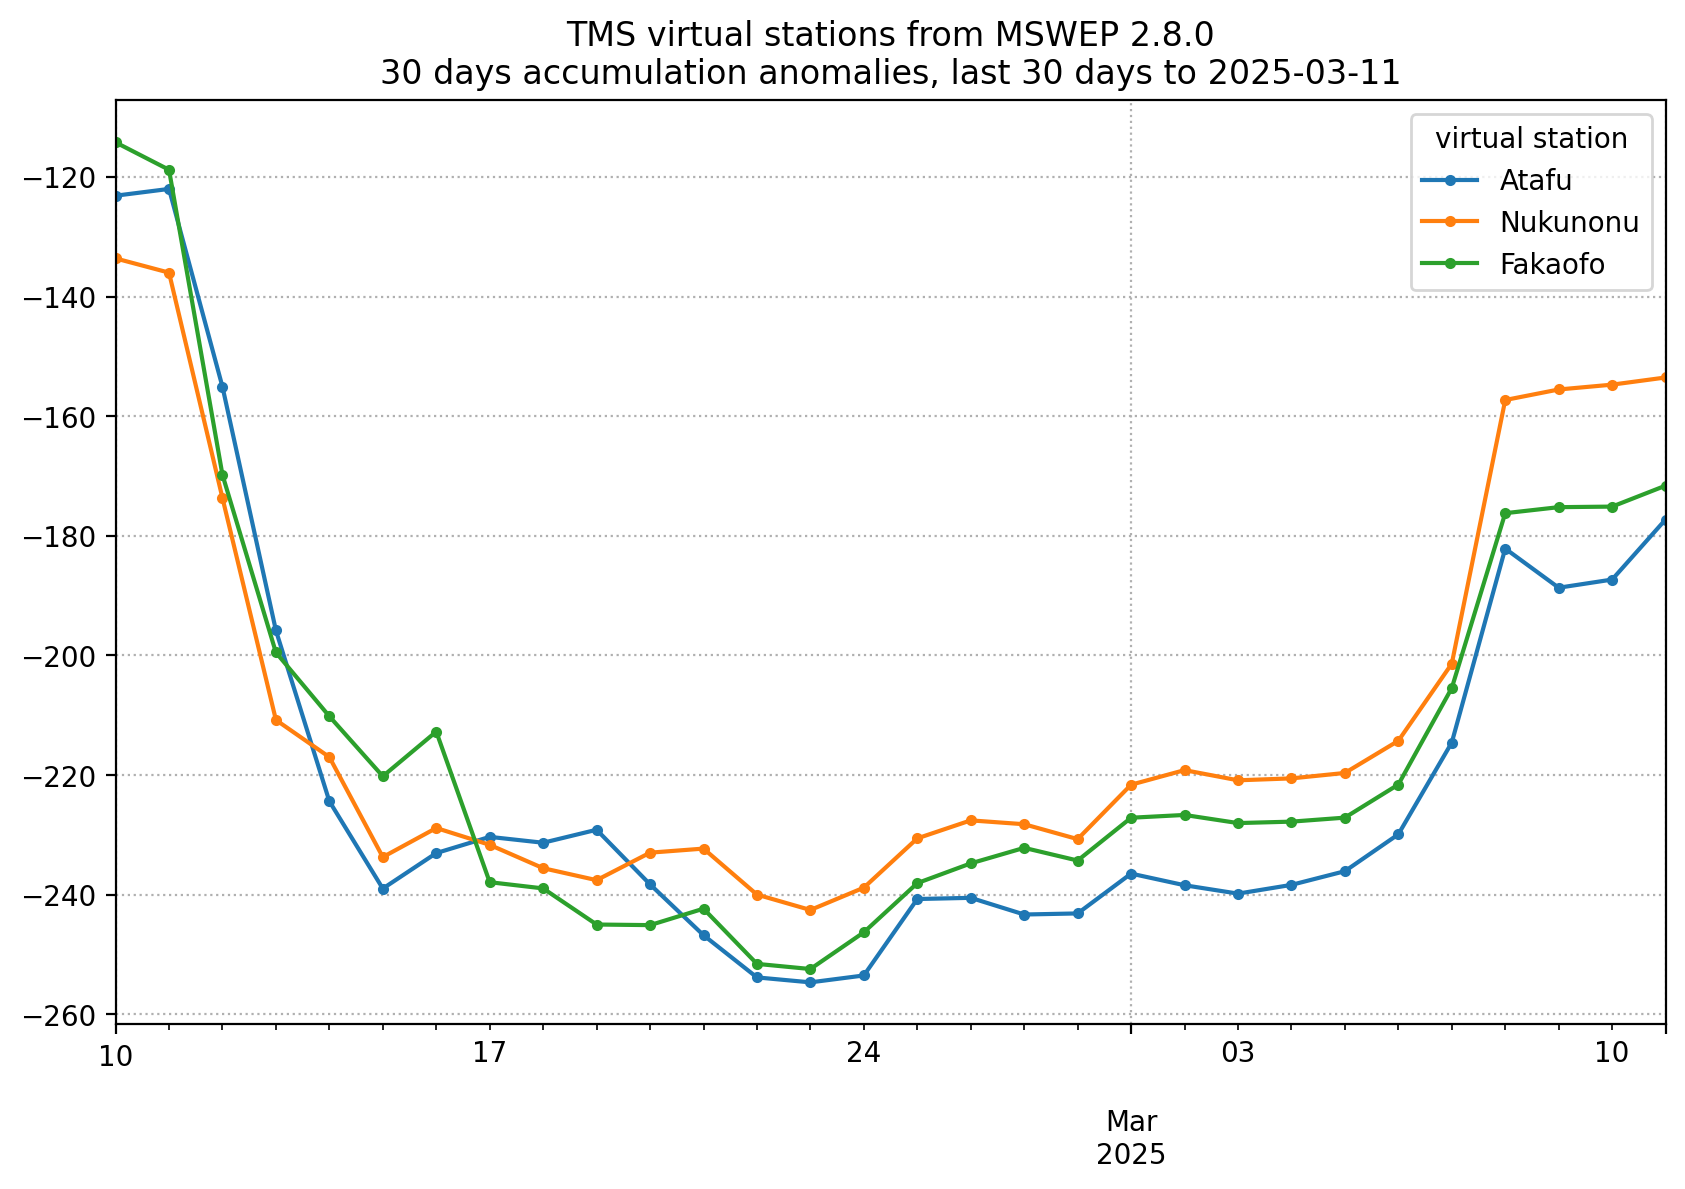 TMS virtual stations from MSWEP 2.8.0
30 days accumulation anomalies, last 30 days to 2025-03-11
virtual station
Atafu
Nukunonu
Fakaofo
−120
−140
−160
−180
−200
−220
−240
−260
10
17
24
03
10
Mar
2025